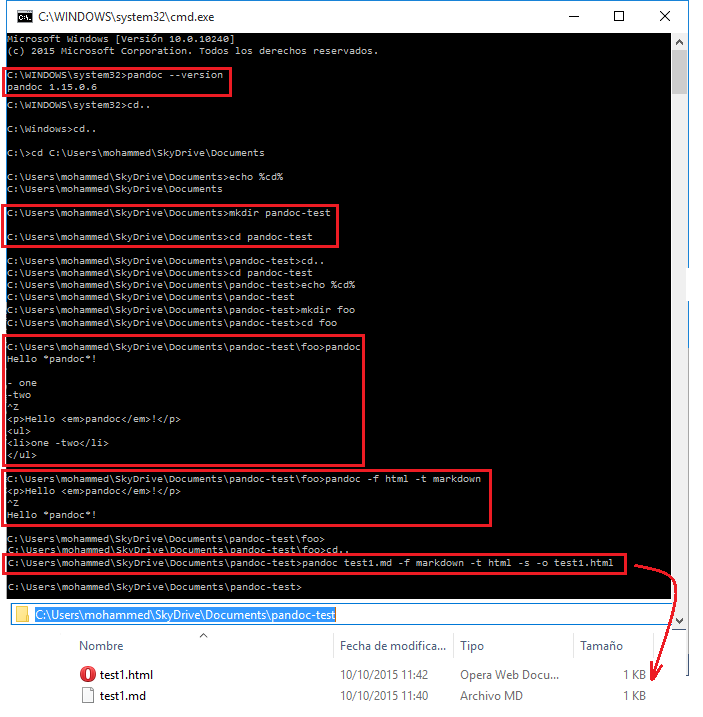 C:\WINDOWS\system32\cmd.exe
Microsoft Windows [Versión 10.0.10240]
(c) 2015 Microsoft Corporation. Todos los derechos reservados.
C:\WINDOWS\system32>pandoc --version
pandoc 1.15.0.6
C:\WINDOWS\system32>cd..
C:\Windows>cd..
C:\>cd C:\Users\mohammed\SkyDrive\Documents
C:\Users\mohammed\SkyDrive\Documents>echo %cd%
C:\Users\mohammed\SkyDrive\Documents
C:\Users\mohammed\SkyDrive\Documents>mkdir pandoc-test
C:\Users\mohammed\SkyDrive\Documents>cd pandoc-test
C:\Users\mohammed\SkyDrive\Documents\pandoc-test>cd..
C:\Users\mohammed\SkyDrive\Documents>cd pandoc-test
C:\Users\mohammed\SkyDrive\Documents\pandoc-test>echo %cd%
C:\Users\mohammed\SkyDrive\Documents\pandoc-test
C:\Users\mohammed\SkyDrive\Documents\pandoc-test>mkdir foo
C:\Users\mohammed\SkyDrive\Documents\pandoc-test>cd foo
C:\Users\mohammed\SkyDrive\Documents\pandoc-test\foo>pandoc
Hello *pandoc*!
- one
-two
^Z
<p>Hello <em>pandoc</em>!</p>
<ul>
<li>one -two</li>
</ul>
C:\Users\mohammed\SkyDrive\Documents\pandoc-test\foo>pandoc -f html -t markdown
<p>Hello <em>pandoc</em>!</p>
^Z
Hello *pandoc*!
C:\Users\mohammed\SkyDrive\Documents\pandoc-test\foo>
C:\Users\mohammed\SkyDrive\Documents\pandoc-test\foo>cd..
C:\Users\mohammed\SkyDrive\Documents\pandoc-test>pandoc test1.md -f markdown -t html -s -o test1.html
C:\Users\mohammed\SkyDrive\Documents\pandoc-test>
C:\Users\mohammed\SkyDrive\Documents\pandoc-test
Nombre Fecha de modifica... Tipo Tamaño
test1.html 10/10/2015 11:42 Opera Web Docu... 1 KB
test1.md 10/10/2015 11:40 Archivo MD 1 KB